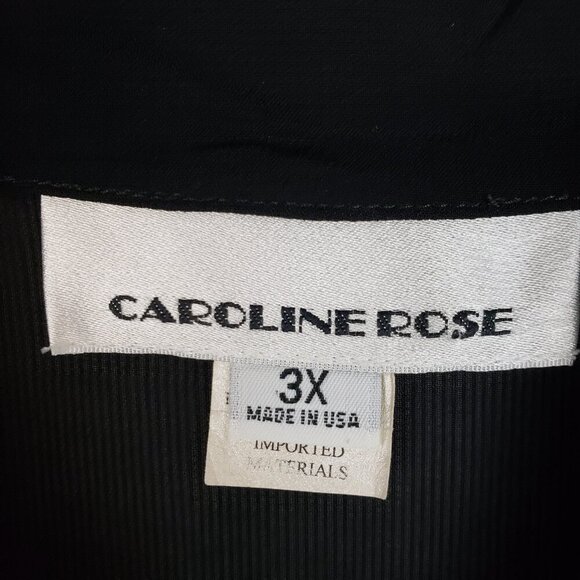 CAROLINE ROSE
3X
MADE IN USA
IMPORTED
MATERIALS